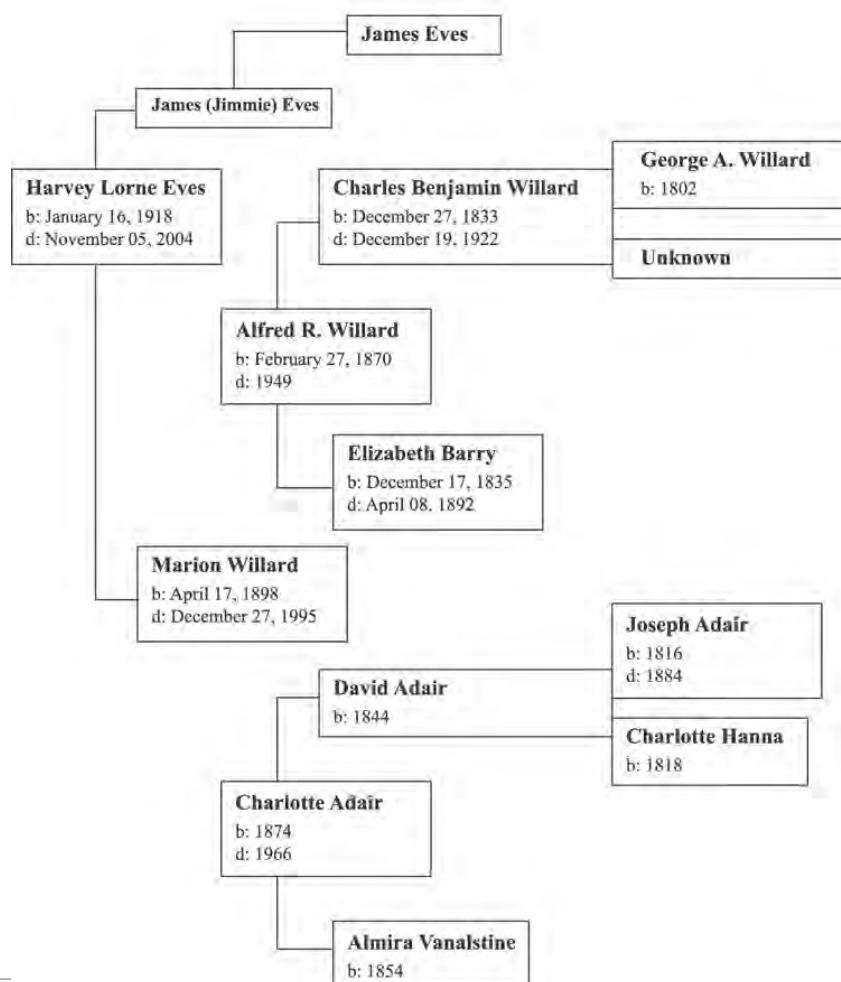 James Eves
James (Jimmie) Eves
Harvey Lorne Eves
b: January 16, 1918
d: November 05, 2004
Charles Benjamin Willard
b: December 27, 1833
d: December 19, 1922
George A. Willard
b: 1802
Unknown
Alfred R. Willard
b: February 27, 1870
d: 1949
Elizabeth Barry
b: December 17, 1835
d: April 08, 1892
Marion Willard
b: April 17, 1898
d: December 27, 1995
Joseph Adair
b: 1816
d: 1884
David Adair
b: 1844
Charlotte Hanna
b: 1818
Charlotte Adair
b: 1874
d: 1966
Almira Vanalstine
b: 1854